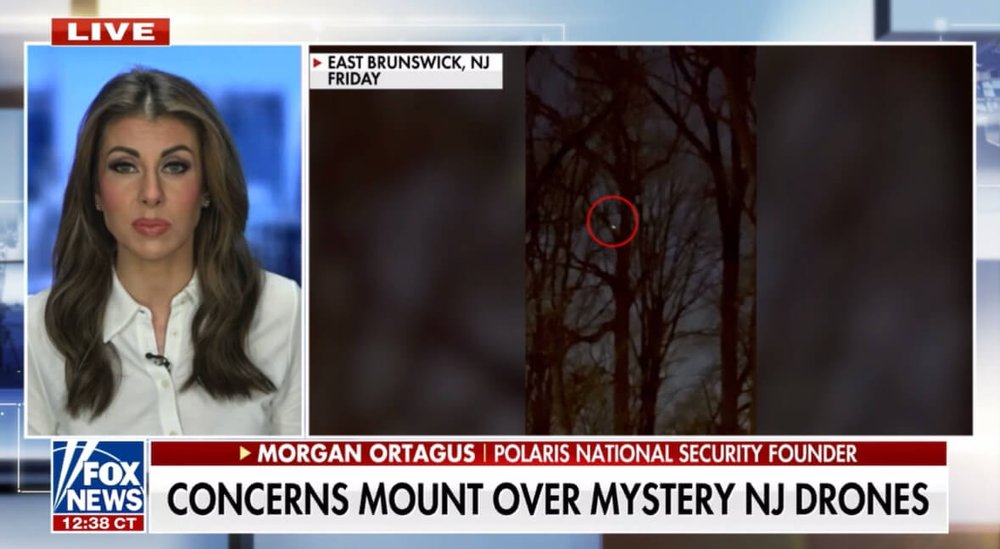 LIVE
EAST BRUNSWICK, NJ
FRIDAY
MORGAN ORTAGUS | POLARIS NATIONAL SECURITY FOUNDER
FOX
NEWS
12:38 CT
CONCERNS MOUNT OVER MYSTERY NJ DRONES